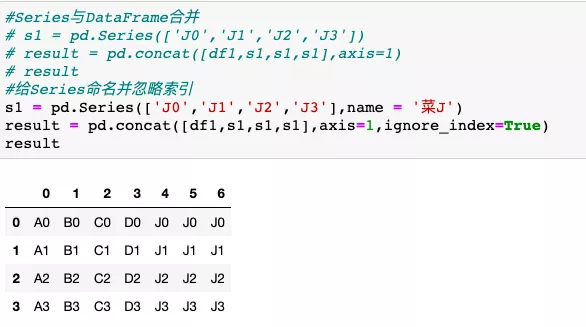 #Series与DataFrame合并
# s1 = pd.Series(['J0','J1','J2','J3'])
# result = pd.concat([df1,s1,s1,s1],axis=1)
# result
#给Series命名并忽略索引
s1 = pd.Series(['J0','J1','J2','J3'],name = '菜J')
result = pd.concat([df1,s1,s1,s1],axis=1,ignore_index=True)
result
0 1 2 3 4 5 6
0 A0 B0 C0 D0 J0 J0 J0
1 A1 B1 C1 D1 J1 J1 J1
2 A2 B2 C2 D2 J2 J2 J2
3 A3 B3 C3 D3 J3 J3 J3